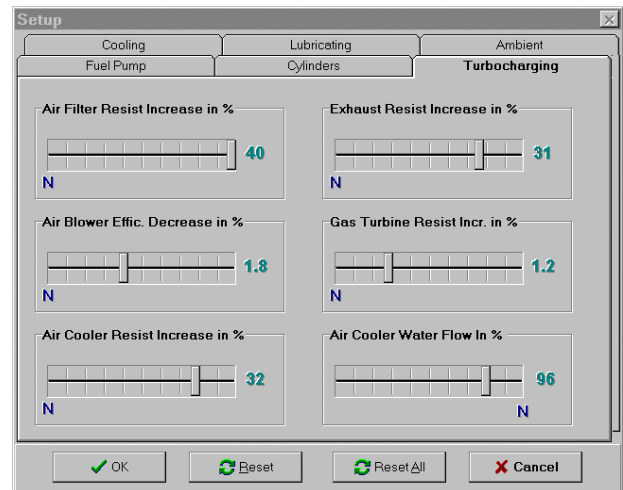 Setup
Cooling
Lubricating
Ambient
Fuel Pump
Cylinders
Turbocharging
Air Filter Resist Increase in %
40
N
Exhaust Resist Increase in %
31
N
Air Blower Effic. Decrease in %
1.8
N
Gas Turbine Resist Incr. in %
1.2
N
Air Cooler Resist Increase in %
32
N
Air Cooler Water Flow In %
96
N
OK
Reset
Reset All
Cancel